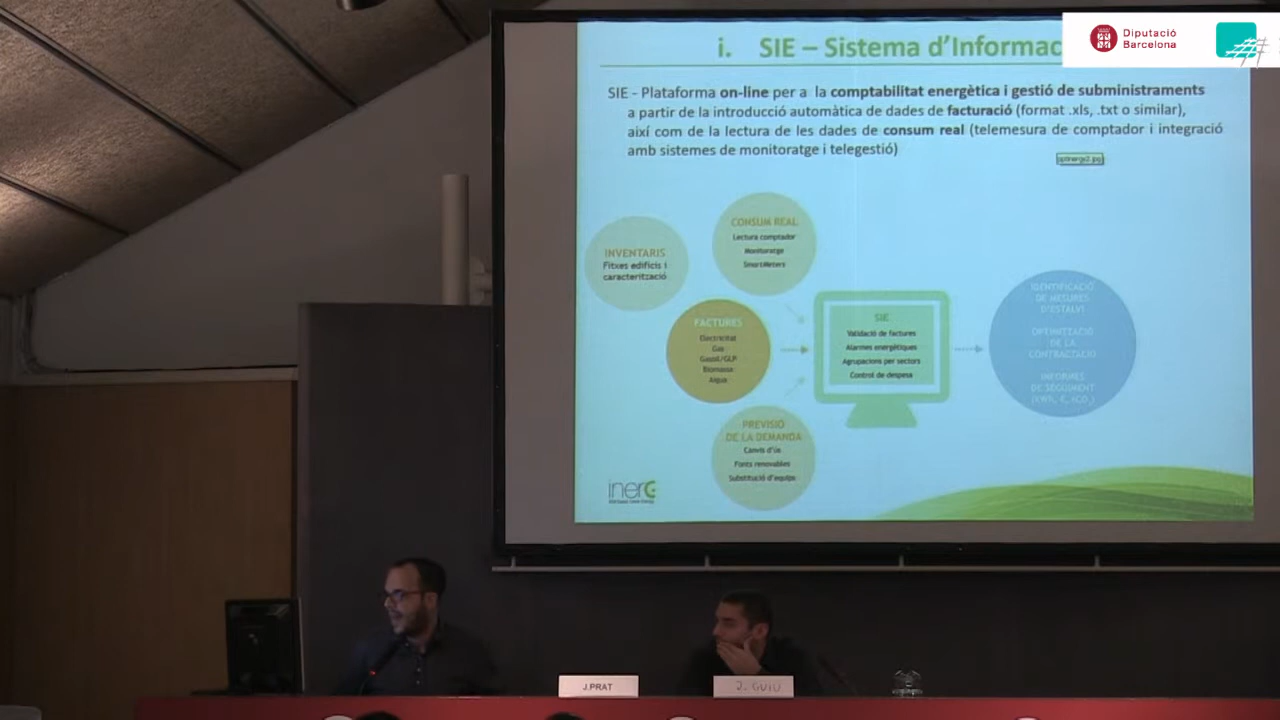 i. SIE – Sistema d'Informac
Diputació
Barcelona
SIE - Plataforma on-line per a la comptabilitat energètica i gestió de subministraments
a partir de la introducció automàtica de dades de facturació (format .xls, .txt o similar),
així com de la lectura de les dades de consum real (telemesura de comptador i integració
amb sistemes de monitoratge i telegestió)
CONSUM REAL
Lectura comptador
Monitoratge
SmartMeters
INVENTARIS
Fitxes edificis i
caracterització
FACTURES
Electricitat
Gas
Gasoil/GLP
Biomassa
Aigua
SIE
Validació de factures
Alarmes energètiques
Agrupacions per sectors
Control de despesa
IDENTIFICACIÓ
DE MESURES
D'ESTALVI
OPTIMITZACIÓ
DE LA
CONTRACTACIÓ
INFORMES
DE SEGUIMENT
PREVISIÓ
DE LA DEMANDA
Canvis d'ús
Fonts renovables
Substitució d'equips
inerG
J.PRAT